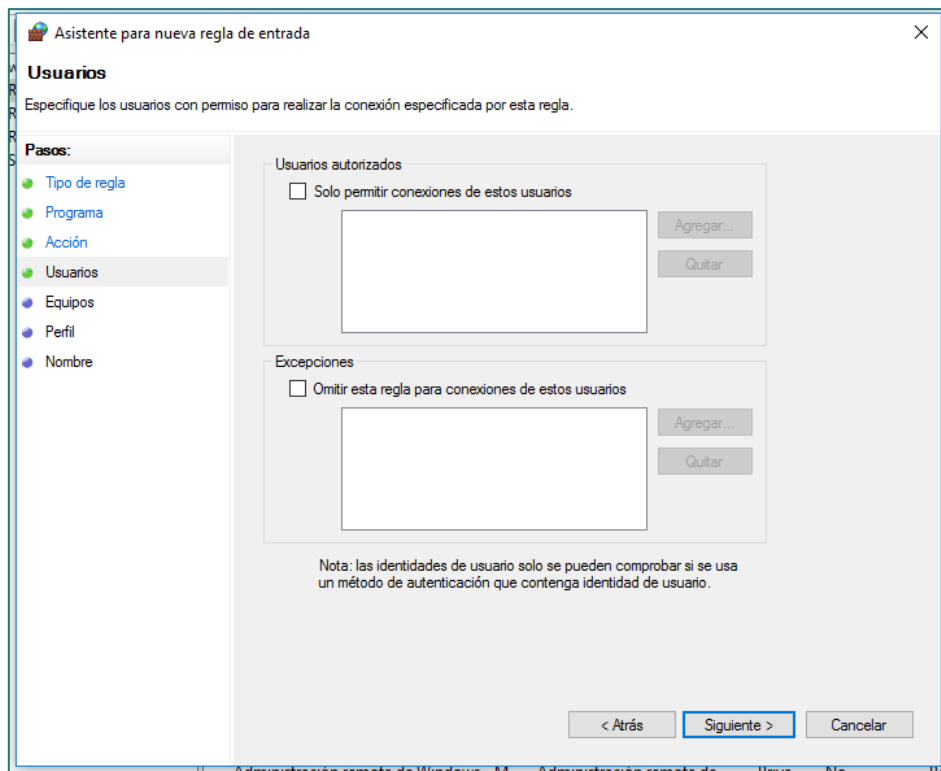 Asistente para nueva regla de entrada
Usuarios
Especifique los usuarios con permiso para realizar la conexión especificada por esta regla.
Pasos:
Tipo de regla
Programa
Acción
Usuarios
Equipos
Perfil
Nombre
Usuarios autorizados
Solo permitir conexiones de estos usuarios
Agregar...
Quitar
Excepciones
Omitir esta regla para conexiones de estos usuarios
Agregar...
Quitar
Nota: las identidades de usuario solo se pueden comprobar si se usa
un método de autenticación que contenga identidad de usuario.
< Atrás
Siguiente >
Cancelar